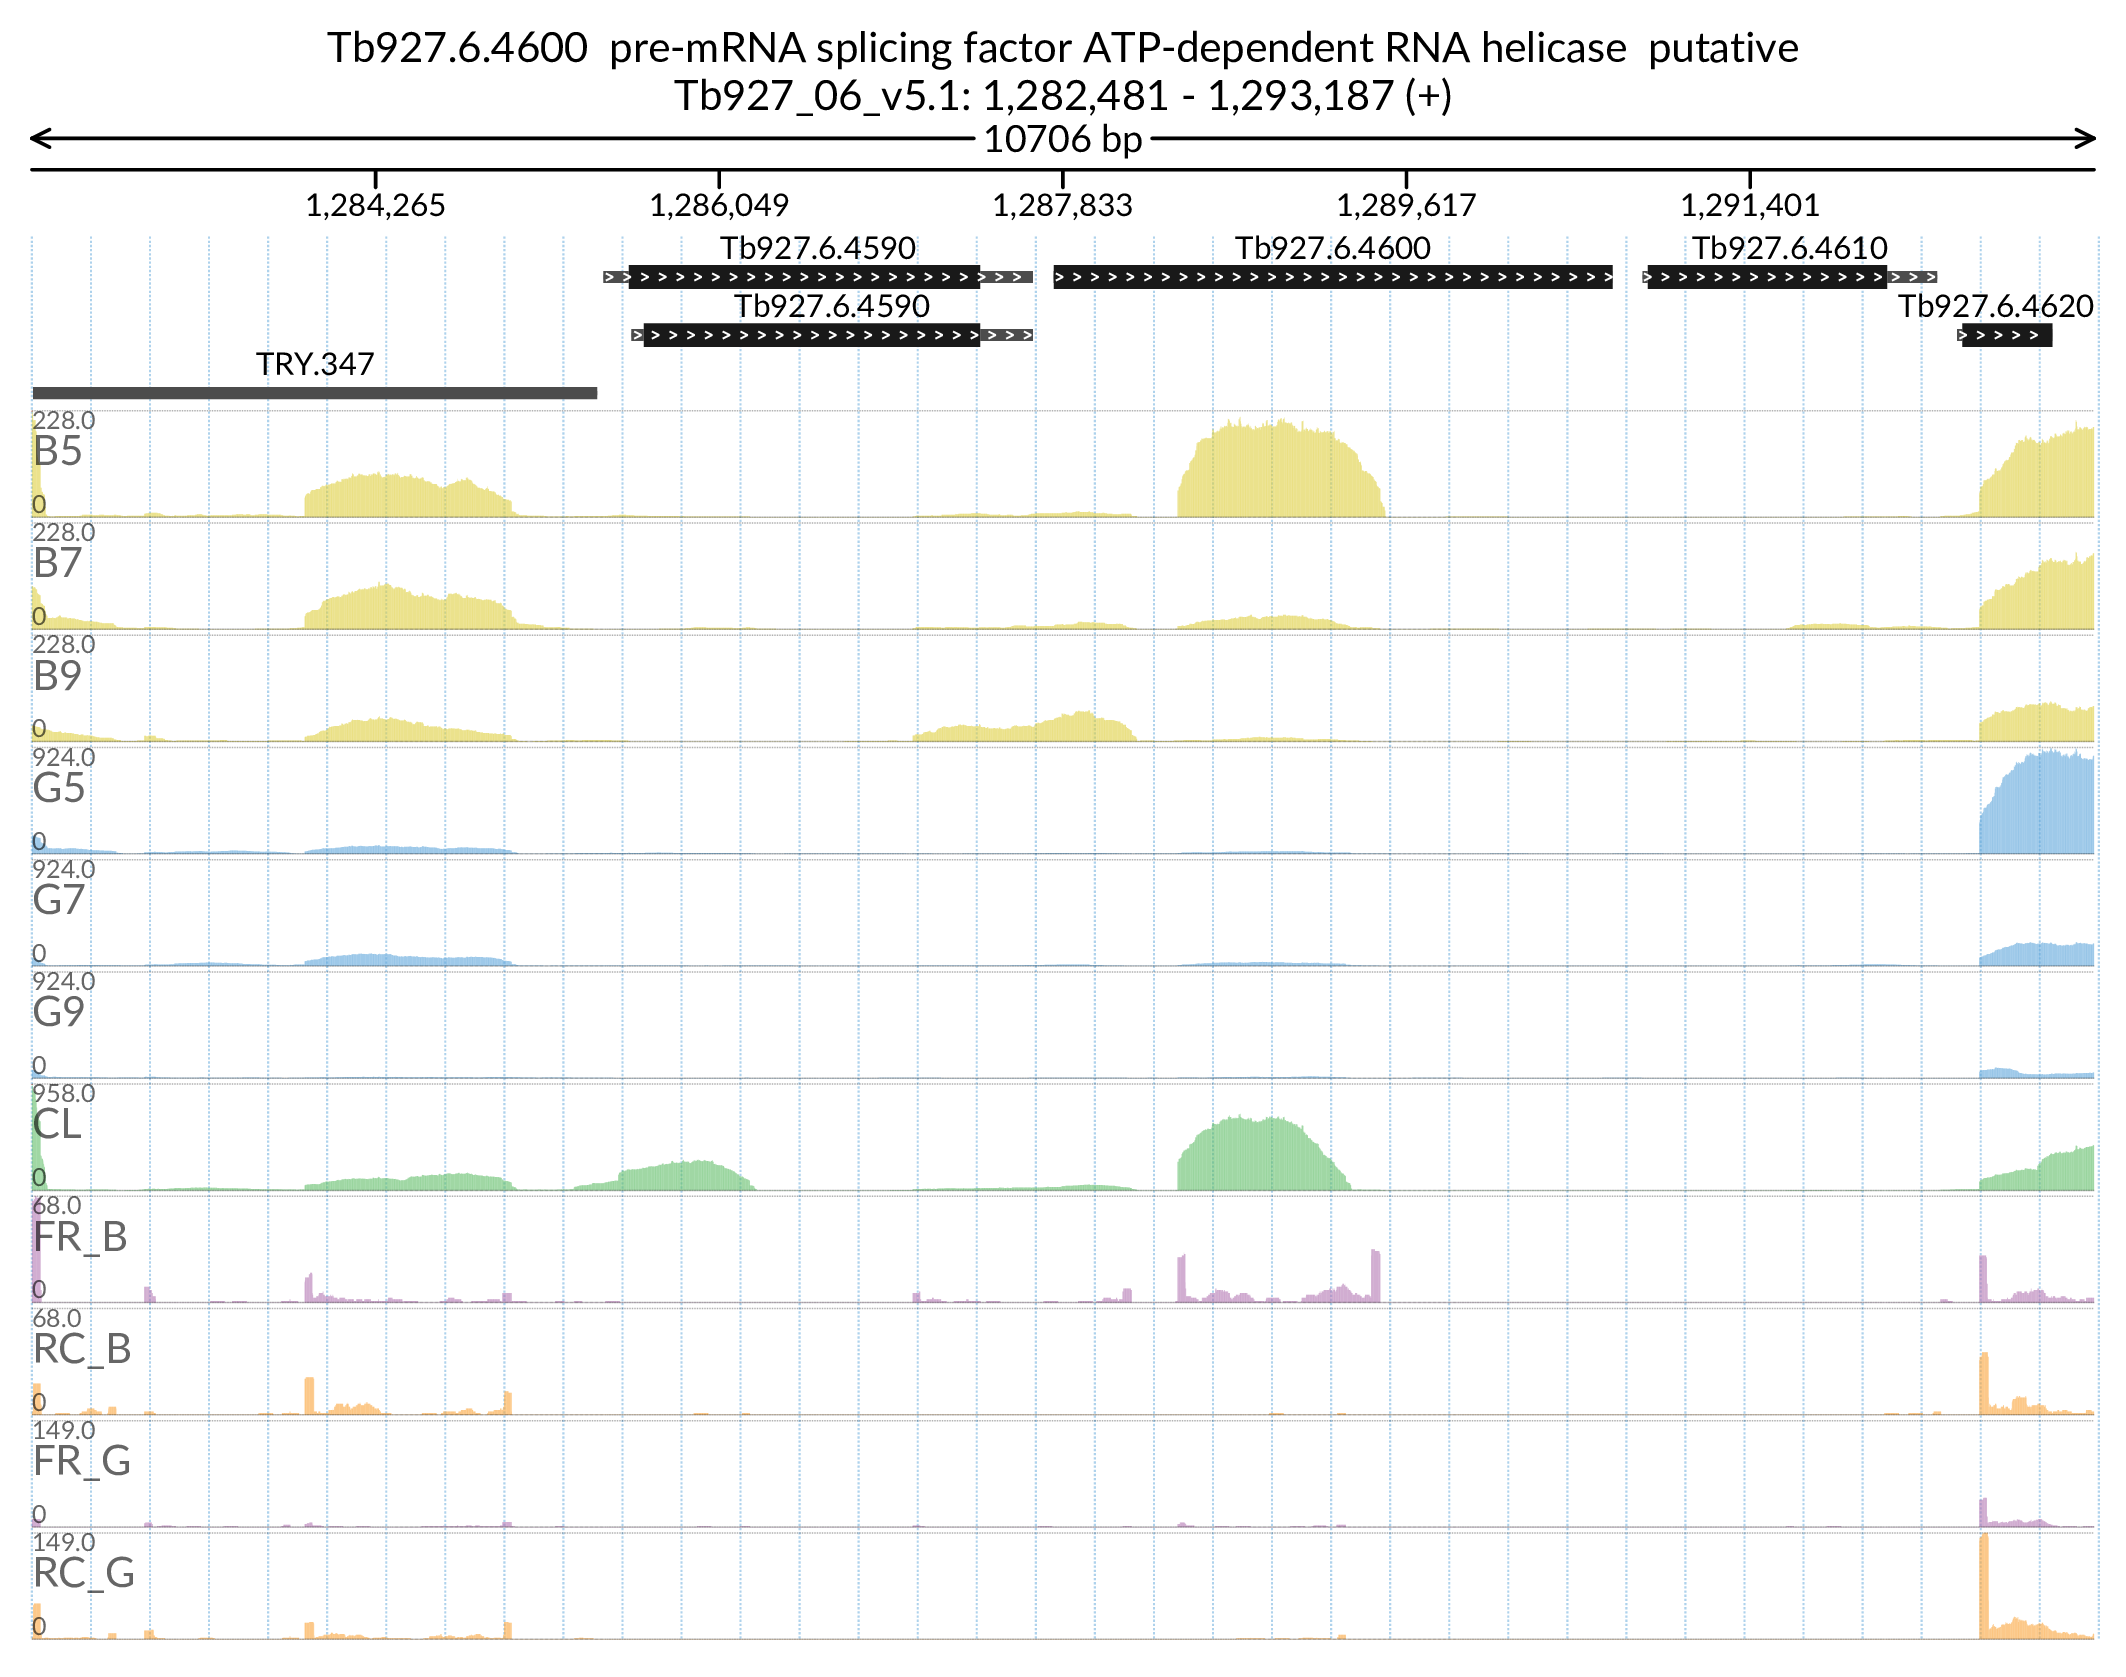 Tb927.6.4600  pre-mRNA splicing factor ATP-dependent RNA helicase  putative
Tb927_06_v5.1: 1,282,481 - 1,293,187 (+)
10706 bp
1,284,265 1,286,049 1,287,833 1,289,617 1,291,401
Tb927.6.4590 Tb927.6.4600 Tb927.6.4610
Tb927.6.4590 Tb927.6.4620
TRY.347
228.0
B5
0
228.0
B7
0
228.0
B9
0
924.0
G5
0
924.0
G7
0
924.0
G9
0
958.0
CL
0
68.0
FR_B
0
68.0
RC_B
0
149.0
FR_G
0
149.0
RC_G
0